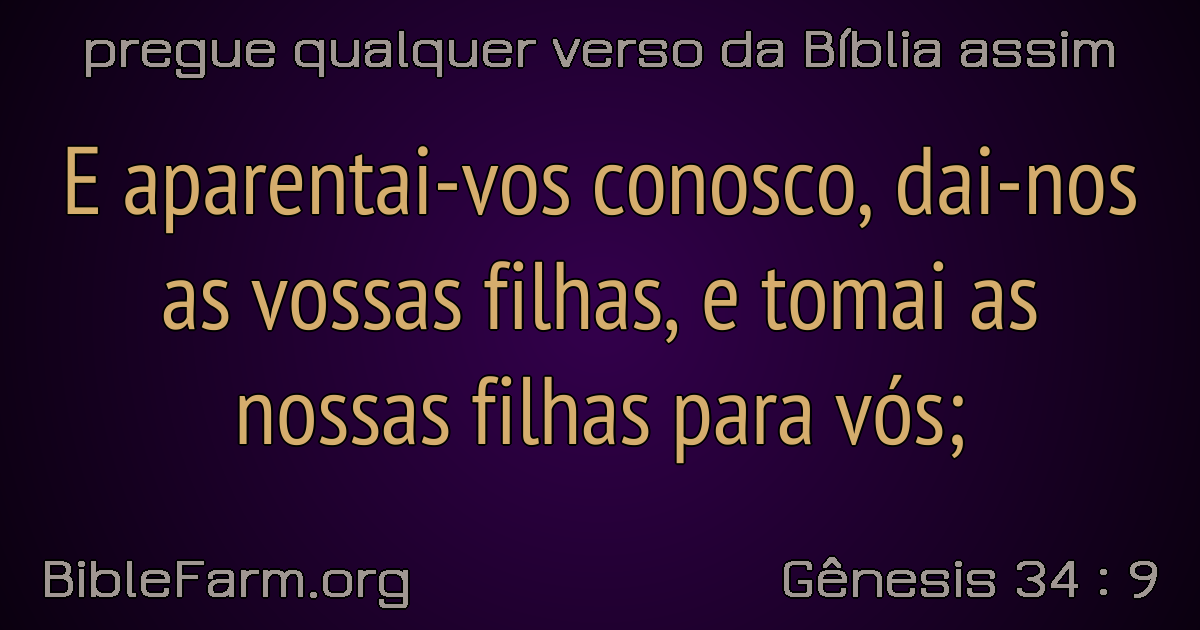 pregue qualquer verso da Bíblia assim
E aparentai-vos conosco, dai-nos
as vossas filhas, e tomai as
nossas filhas para vós;
BibleFarm.org
Gênesis 34 : 9